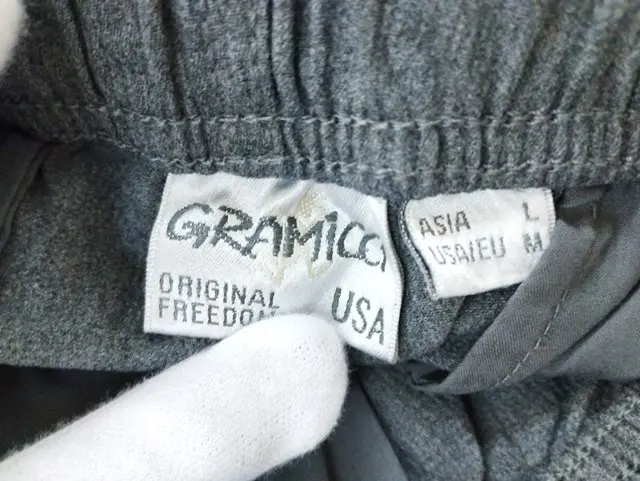 GRAMICCI
ORIGINAL
FREEDOM
USA
ASIA L
USA/EU M